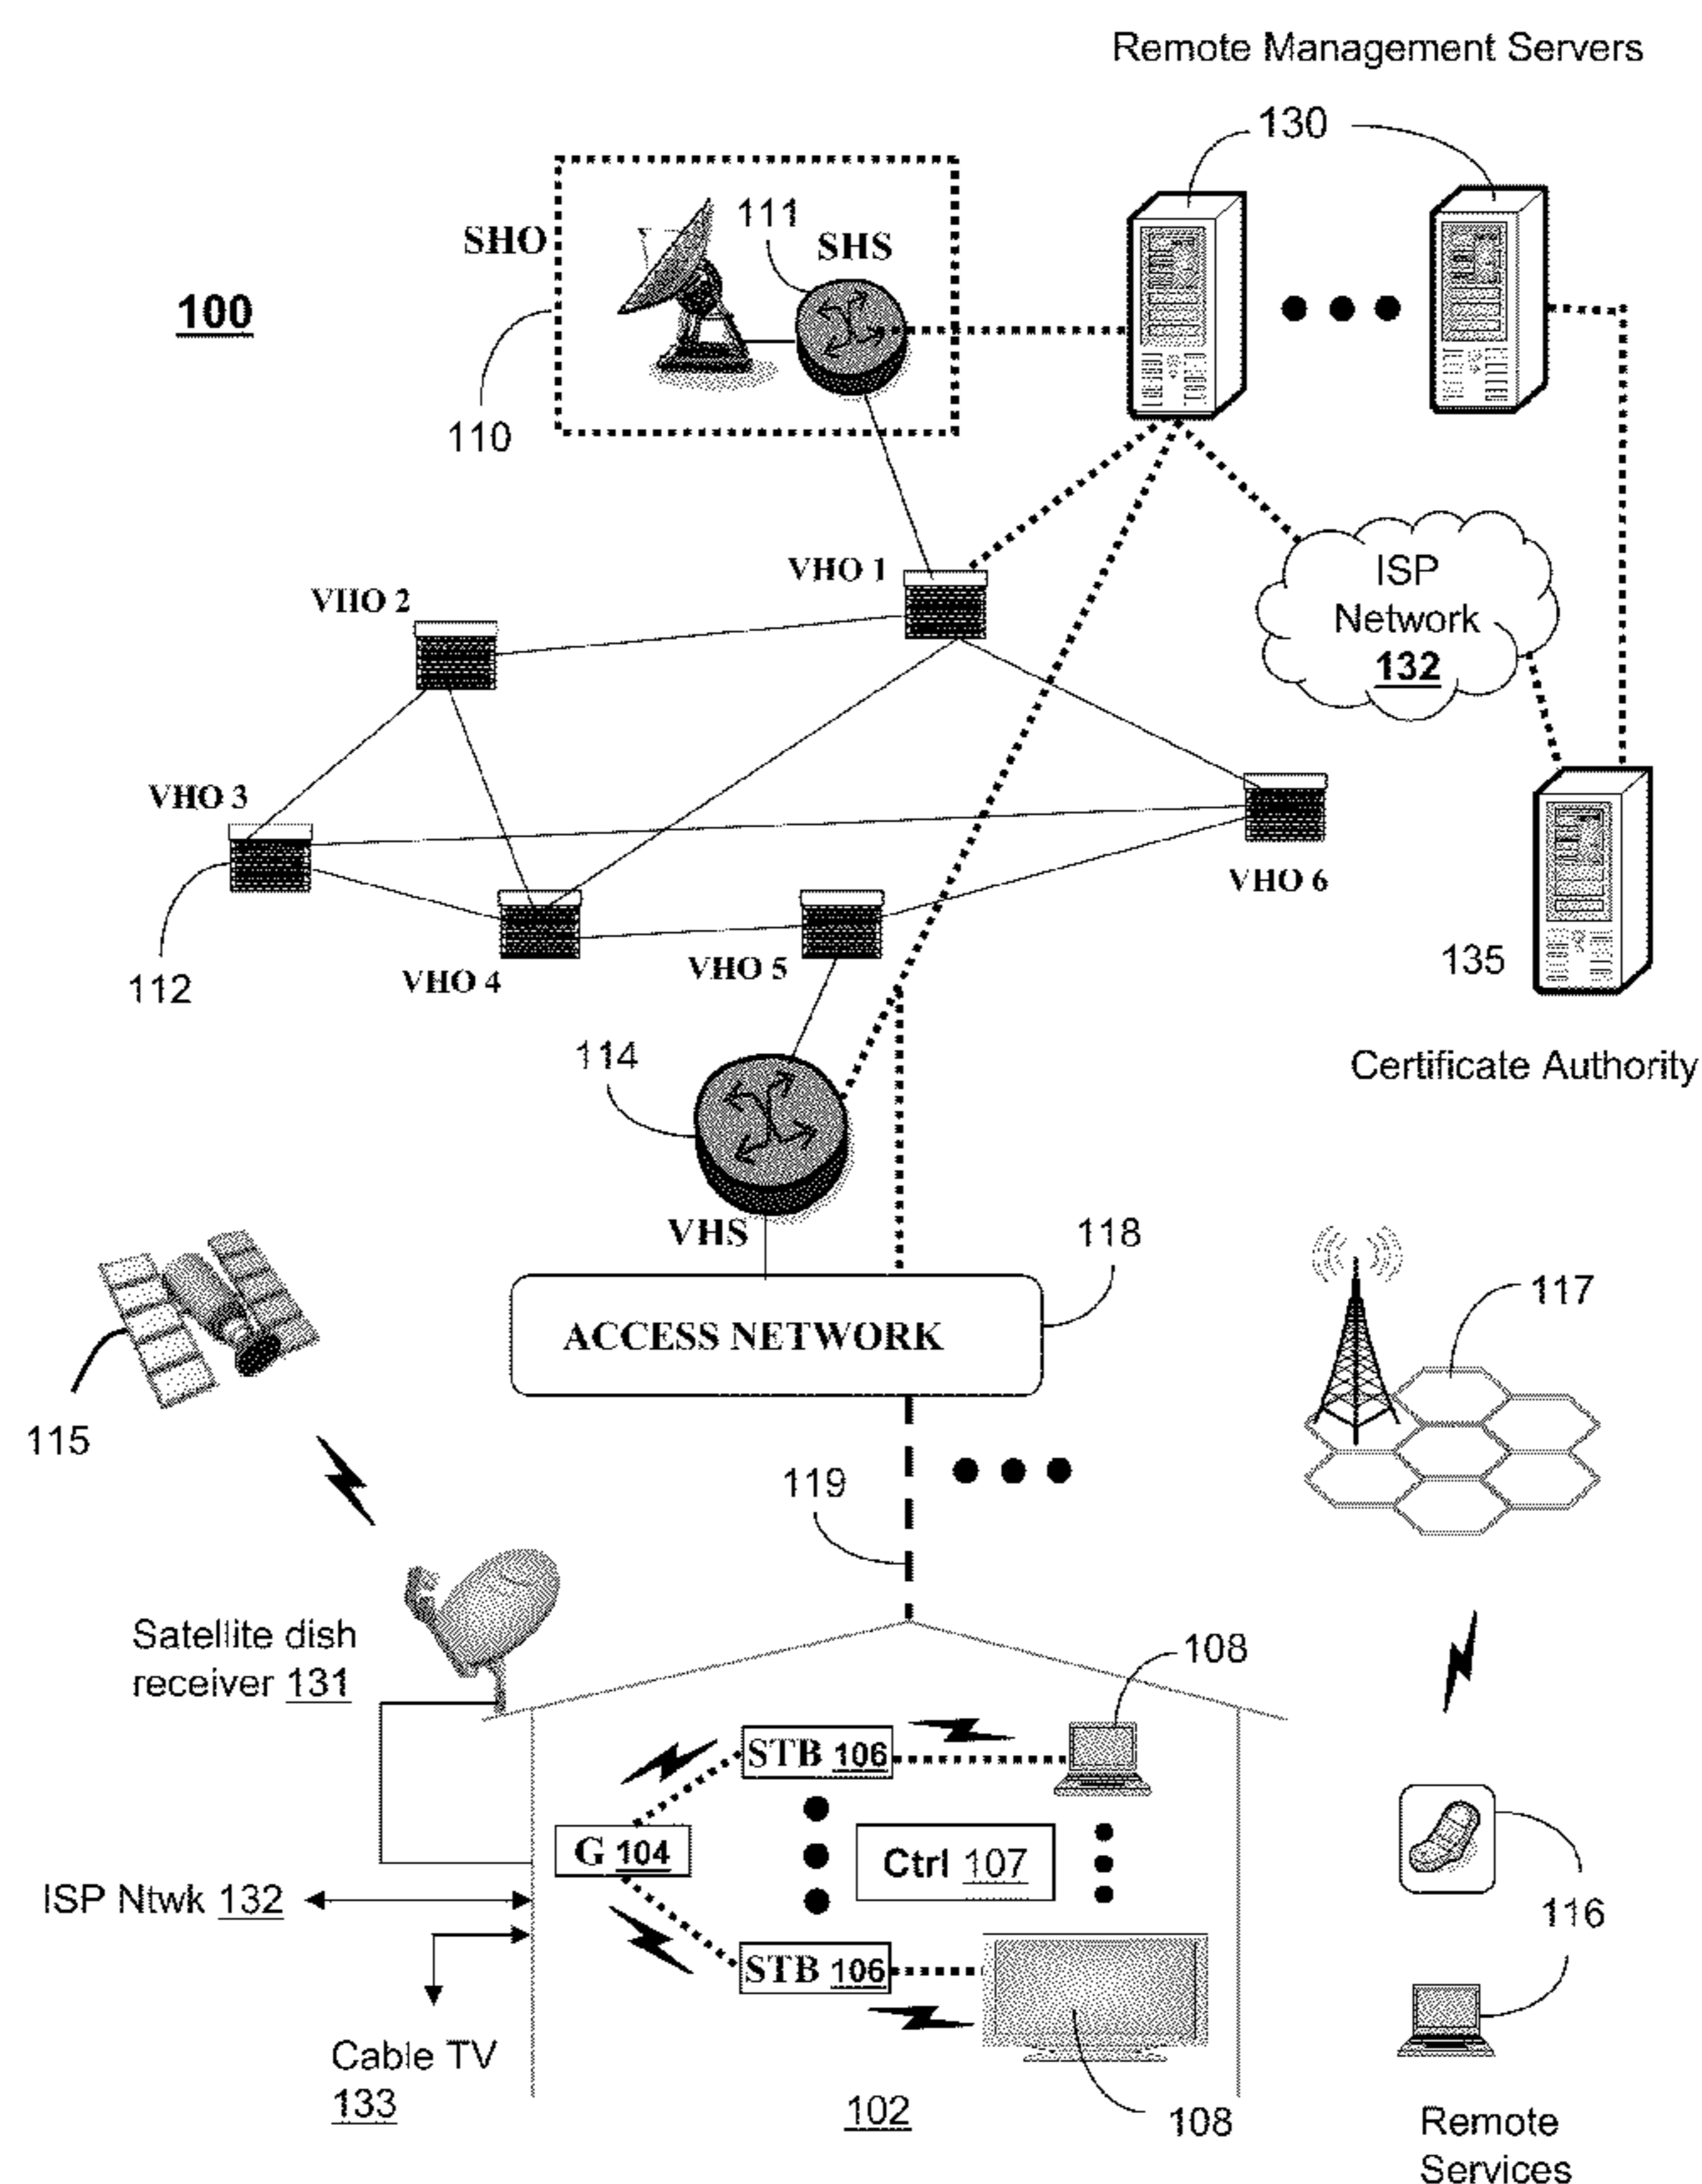 Remote Management Servers
130
111
SHO
SHS
100
110
VHO 1
ISP
Network
132
VHO 2
VHO 3
VHO 6
135
VHO 5
VHO 4
112
114
Certificate Authority
VHS
118
117
ACCESS NETWORK
115
119
Satellite dish
receiver 131
108
STB 106
G 104
Ctrl 107
ISP Ntwk 132
116
STB 106
Cable TV
133
102
108
Remote
Services